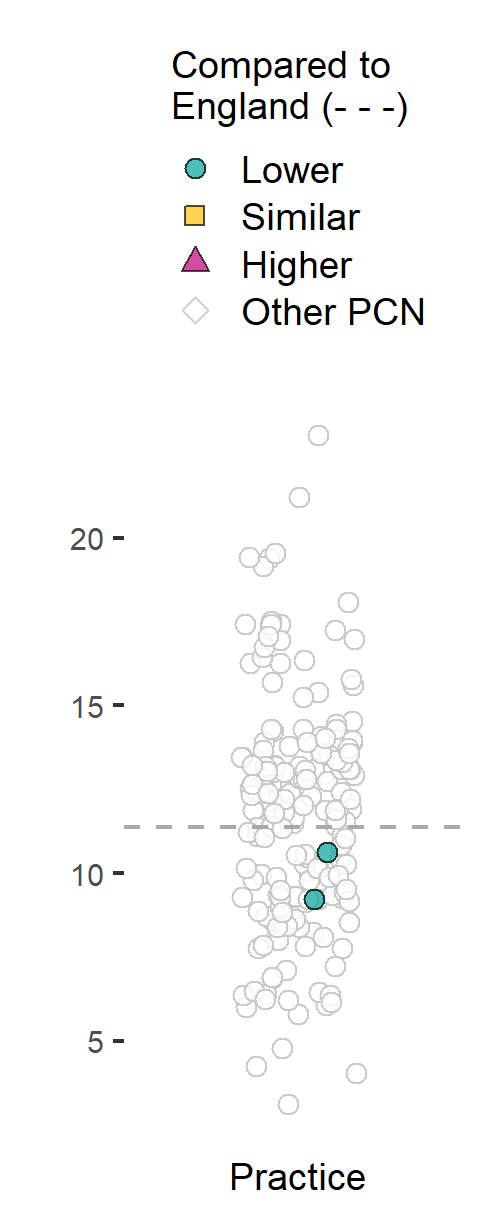 Compared to
England (- - -)
Lower
Similar
Higher
Other PCN
20
15
10
5
Practice